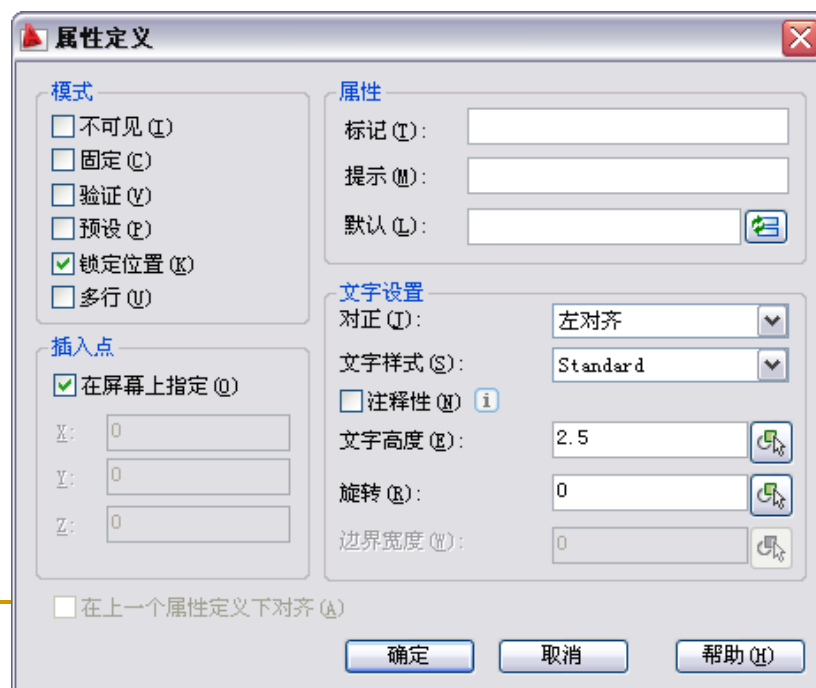 属性定义
模式
不可见(I)
固定(C)
验证(V)
预设(P)
锁定位置(K)
多行(U)
插入点
在屏幕上指定(O)
X: 0
Y: 0
Z: 0
属性
标记(T):
提示(M):
默认(L):
文字设置
对正(J): 左对齐
文字样式(S): Standard
注释性(N) i
文字高度(E): 2.5
旋转(R): 0
边界宽度(W): 0
在上一个属性定义下对齐(A)
确定 取消 帮助(H)